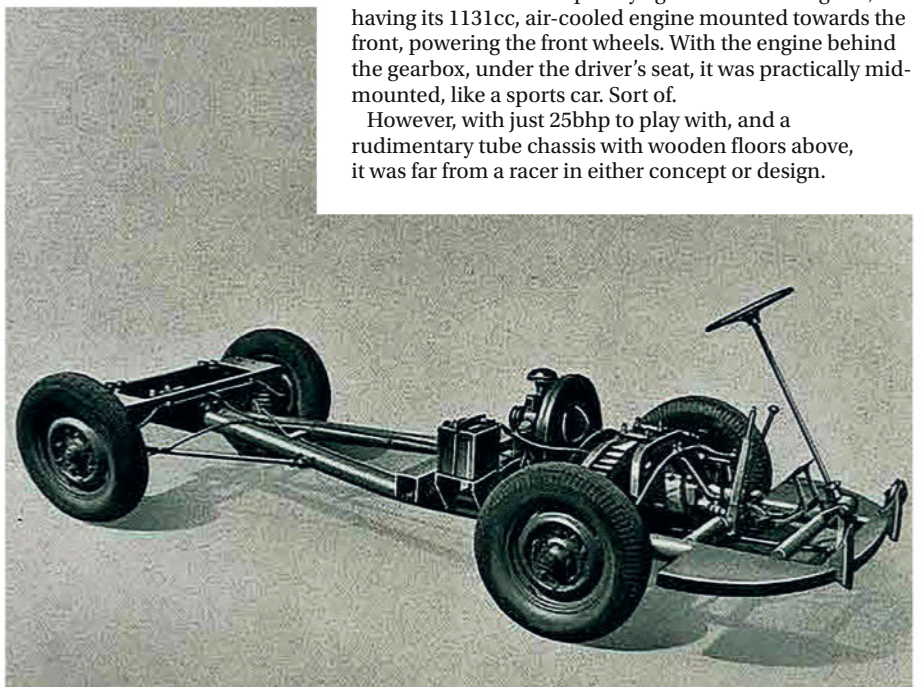 having its 1131cc, air-cooled engine mounted towards the
front, powering the front wheels. With the engine behind
the gearbox, under the driver’s seat, it was practically mid-
mounted, like a sports car. Sort of.
However, with just 25bhp to play with, and a
rudimentary tube chassis with wooden floors above,
it was far from a racer in either concept or design.